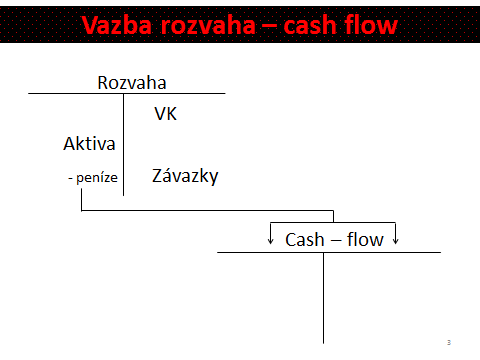 Vazba rozvaha – cash flow
Rozvaha
VK
Aktiva
- peníze
Závazky
Cash – flow
3